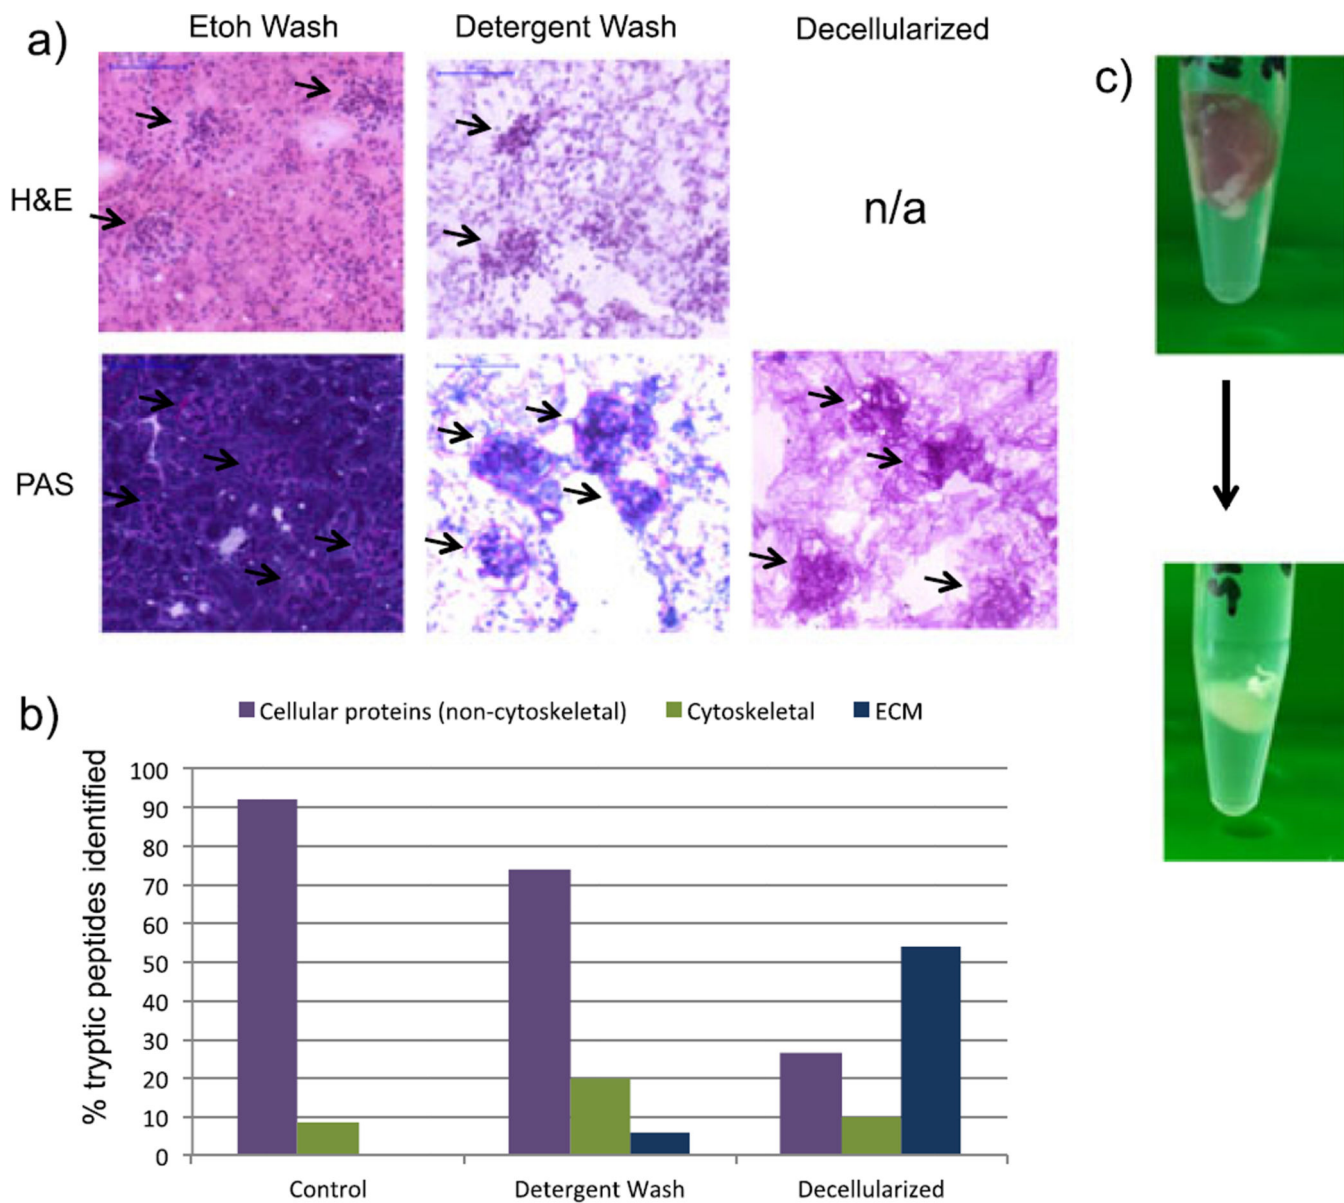 a)
Etoh Wash
Detergent Wash
Decellularized
c)
H&E
n/a
PAS
b)
Cellular proteins (non-cytoskeletal)
Cytoskeletal
ECM
% tryptic peptides identified
100
90
80
70
60
50
40
30
20
10
0
Control
Detergent Wash
Decellularized